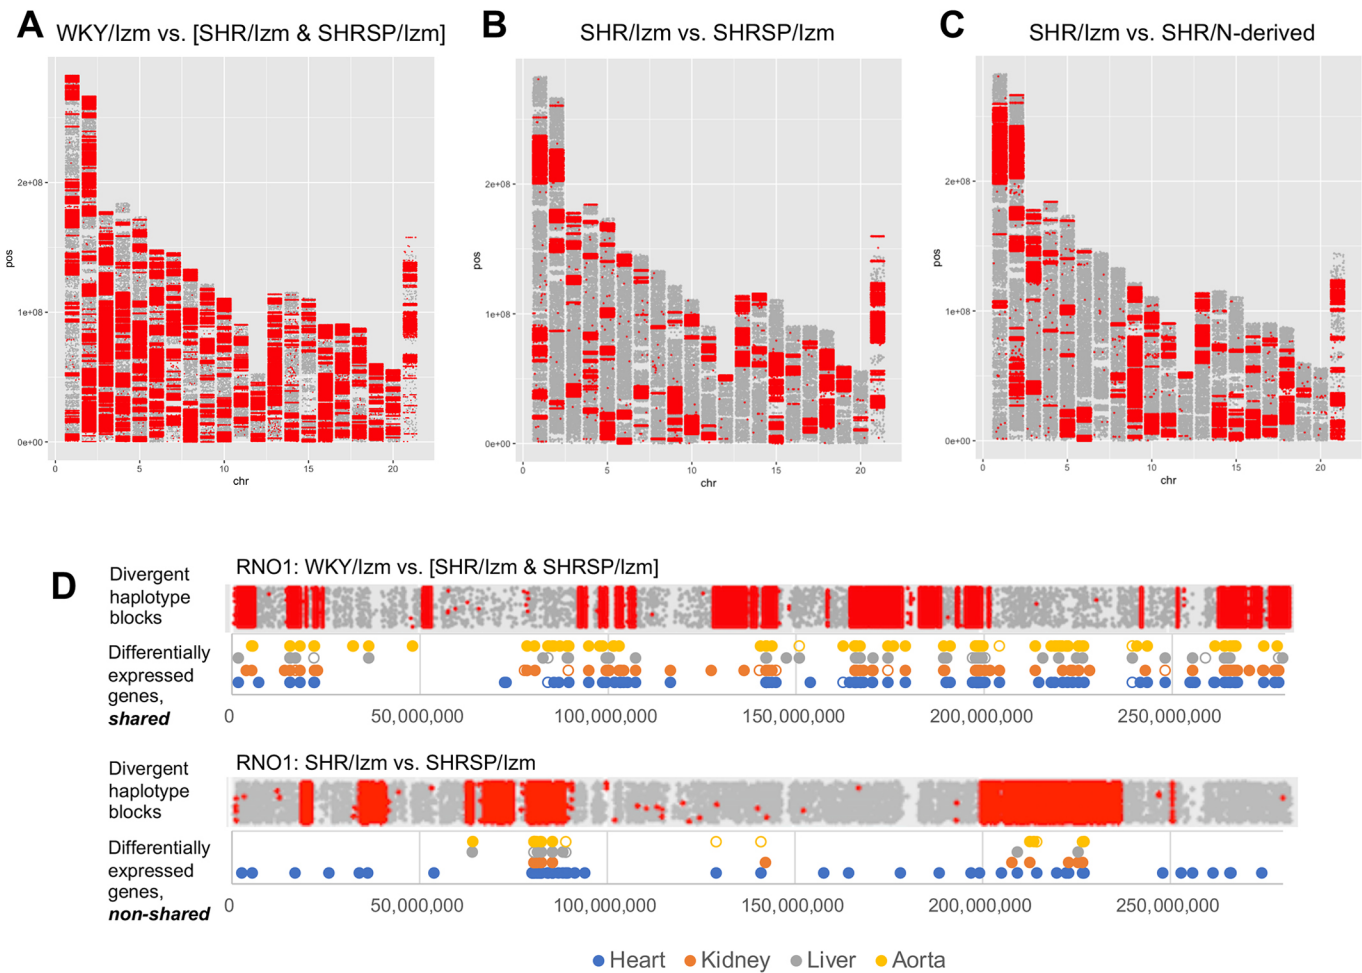 A WKY/Izm vs. [SHR/Izm & SHRSP/Izm]
2e+08
1e+08
0e+00
pos
0 5 10 15 20
chr
B SHR/Izm vs. SHRSP/Izm
2e+08
1e+08
0e+00
pos
0 5 10 15 20
chr
C SHR/Izm vs. SHR/N-derived
2e+08
1e+08
0e+00
pos
0 5 10 15 20
chr
D
RNO1: WKY/Izm vs. [SHR/Izm & SHRSP/Izm]
Divergent
haplotype
blocks
Differentially
expressed
genes,
shared
0 50,000,000 100,000,000 150,000,000 200,000,000 250,000,000
RNO1: SHR/Izm vs. SHRSP/Izm
Divergent
haplotype
blocks
Differentially
expressed
genes,
non-shared
0 50,000,000 100,000,000 150,000,000 200,000,000 250,000,000
Heart Kidney Liver Aorta